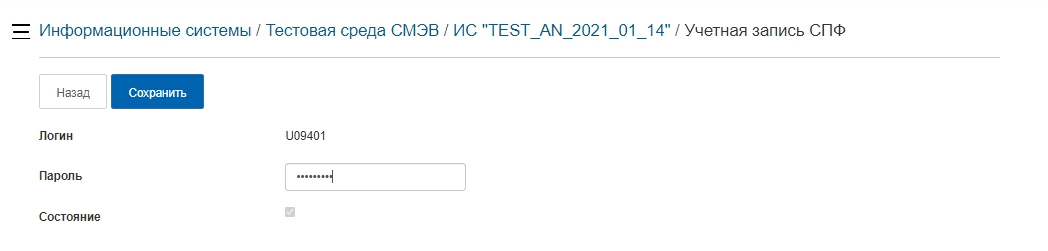 Информационные системы / Тестовая среда СМЭВ / ИС "TEST_AN_2021_01_14" / Учетная запись СПФ
Назад Сохранить
Логин U09401
Пароль •••••••••
Состояние